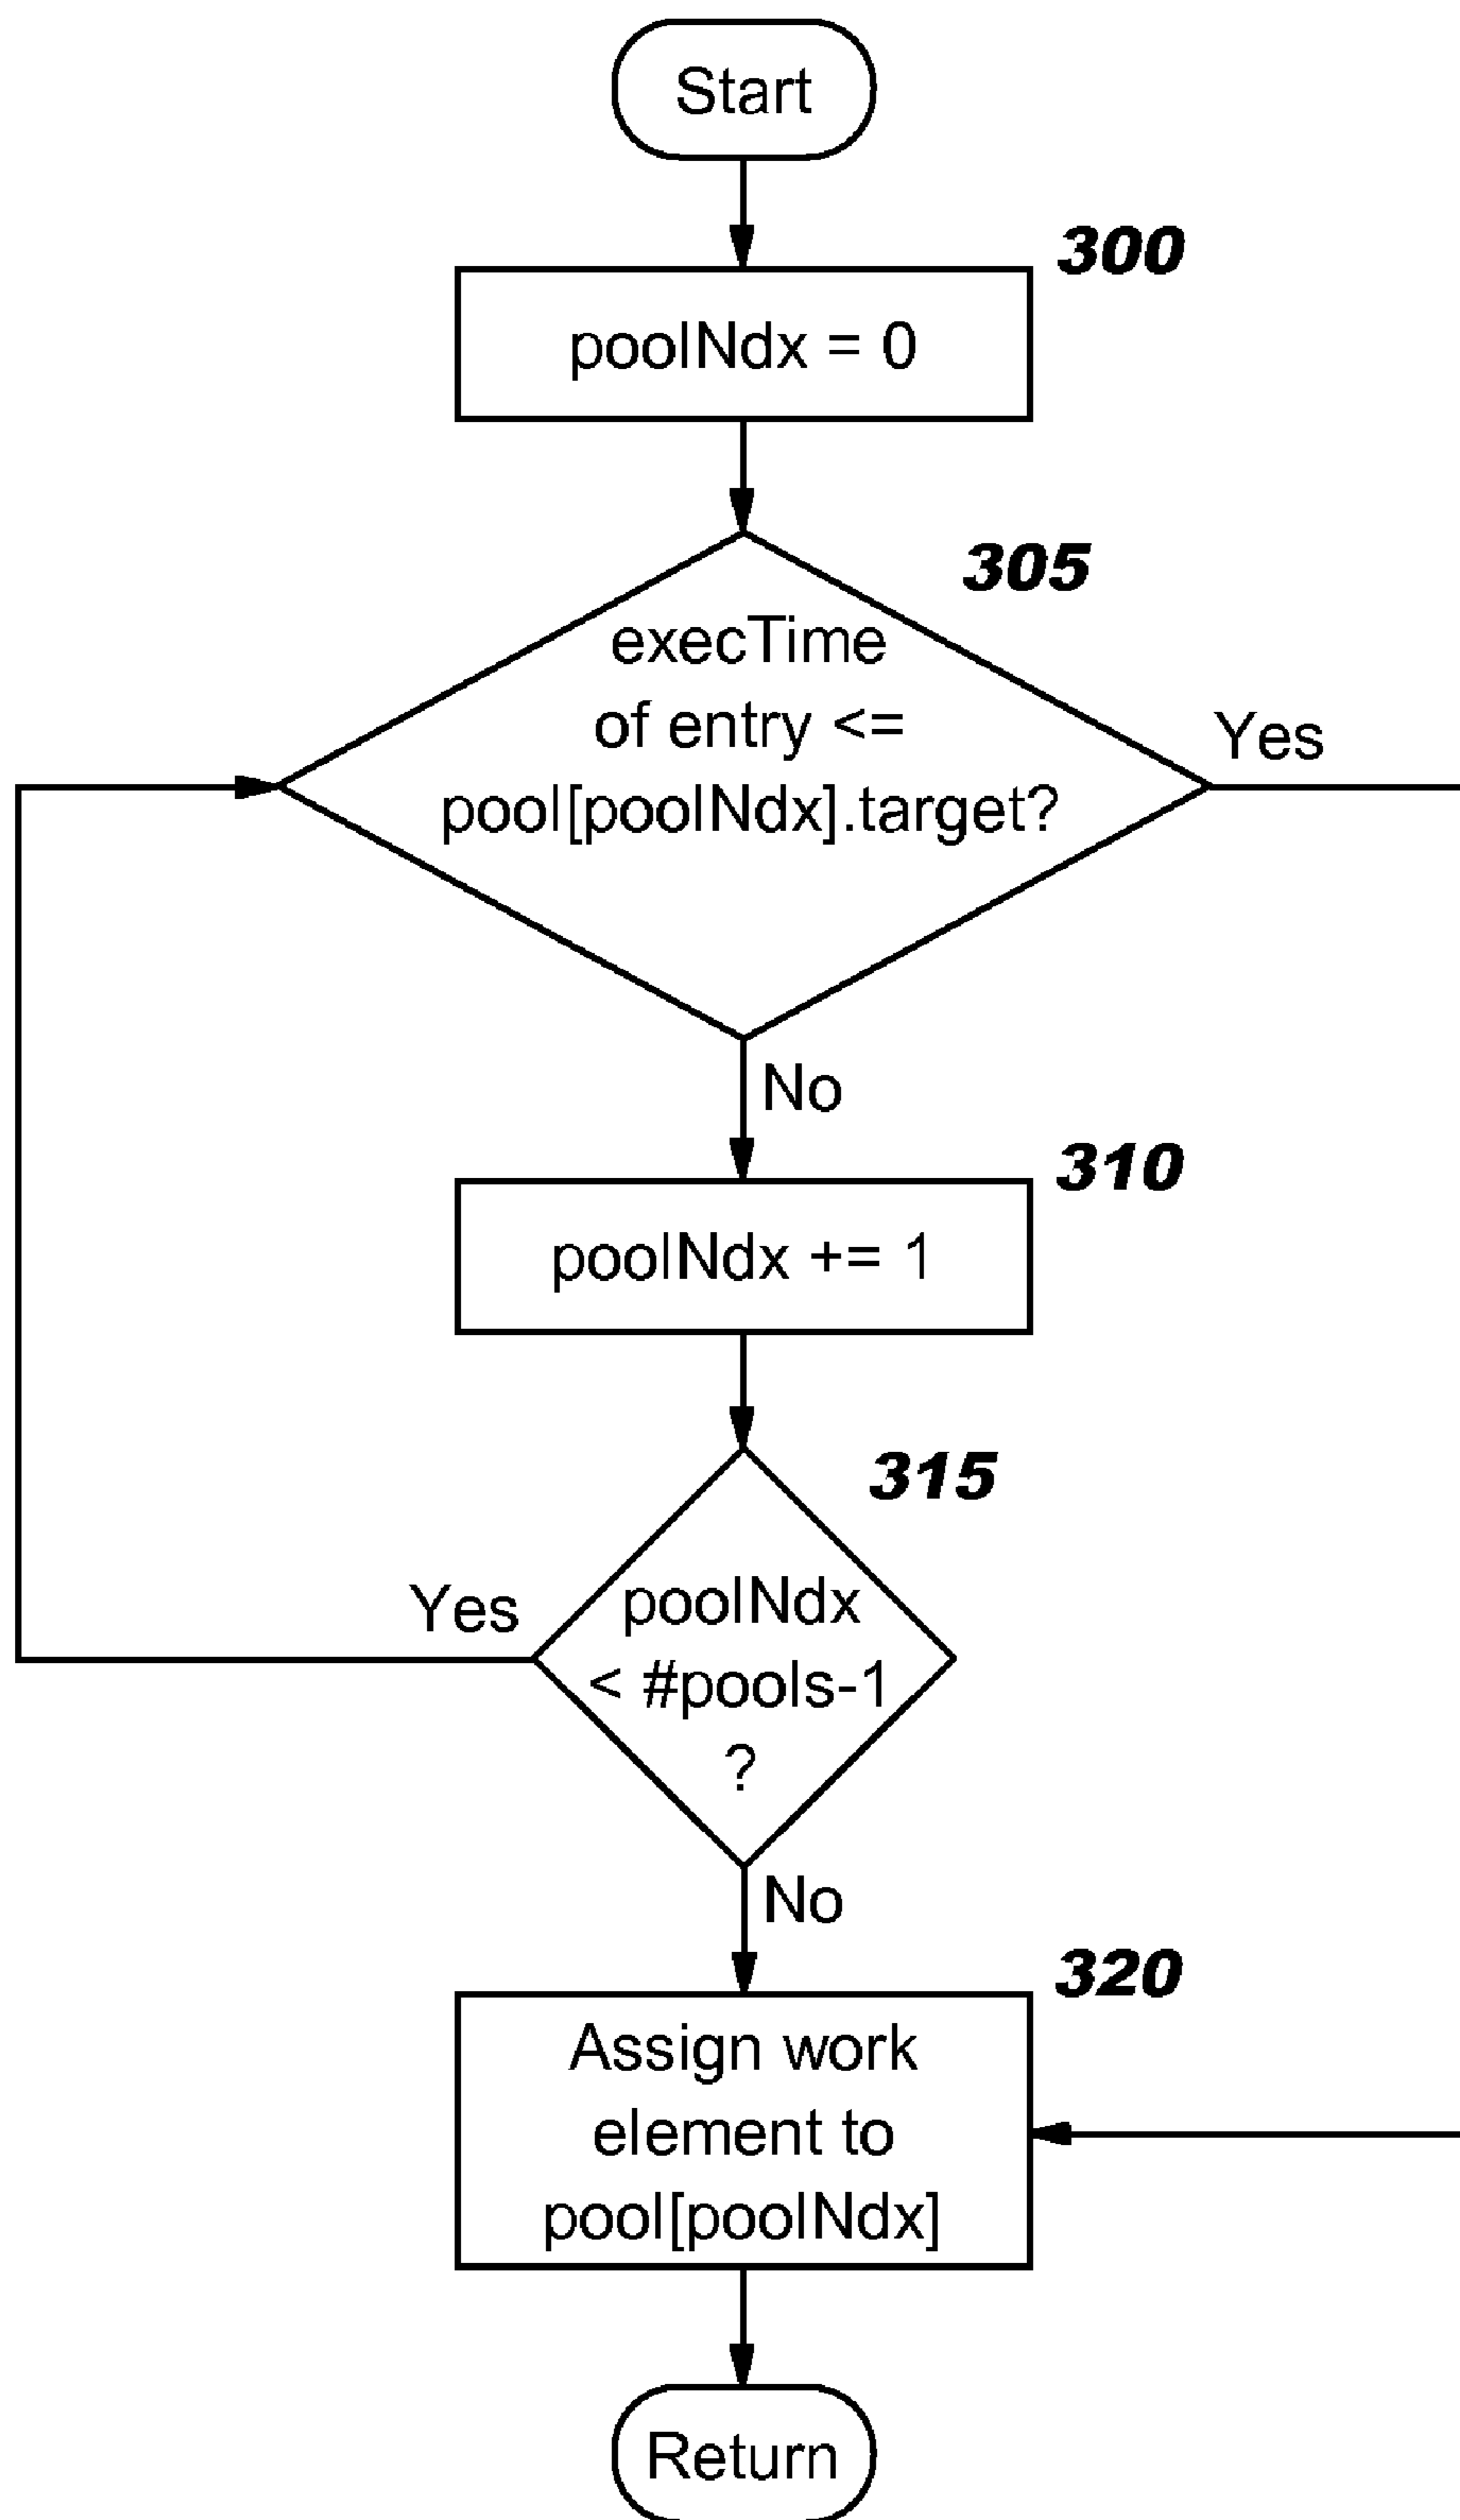 Start
300
poolNdx = 0
305
execTime
of entry <=
pool[poolNdx].target?
Yes
No
310
poolNdx += 1
315
Yes
poolNdx
< #pools-1
?
No
320
Assign work
element to
pool[poolNdx]
Return